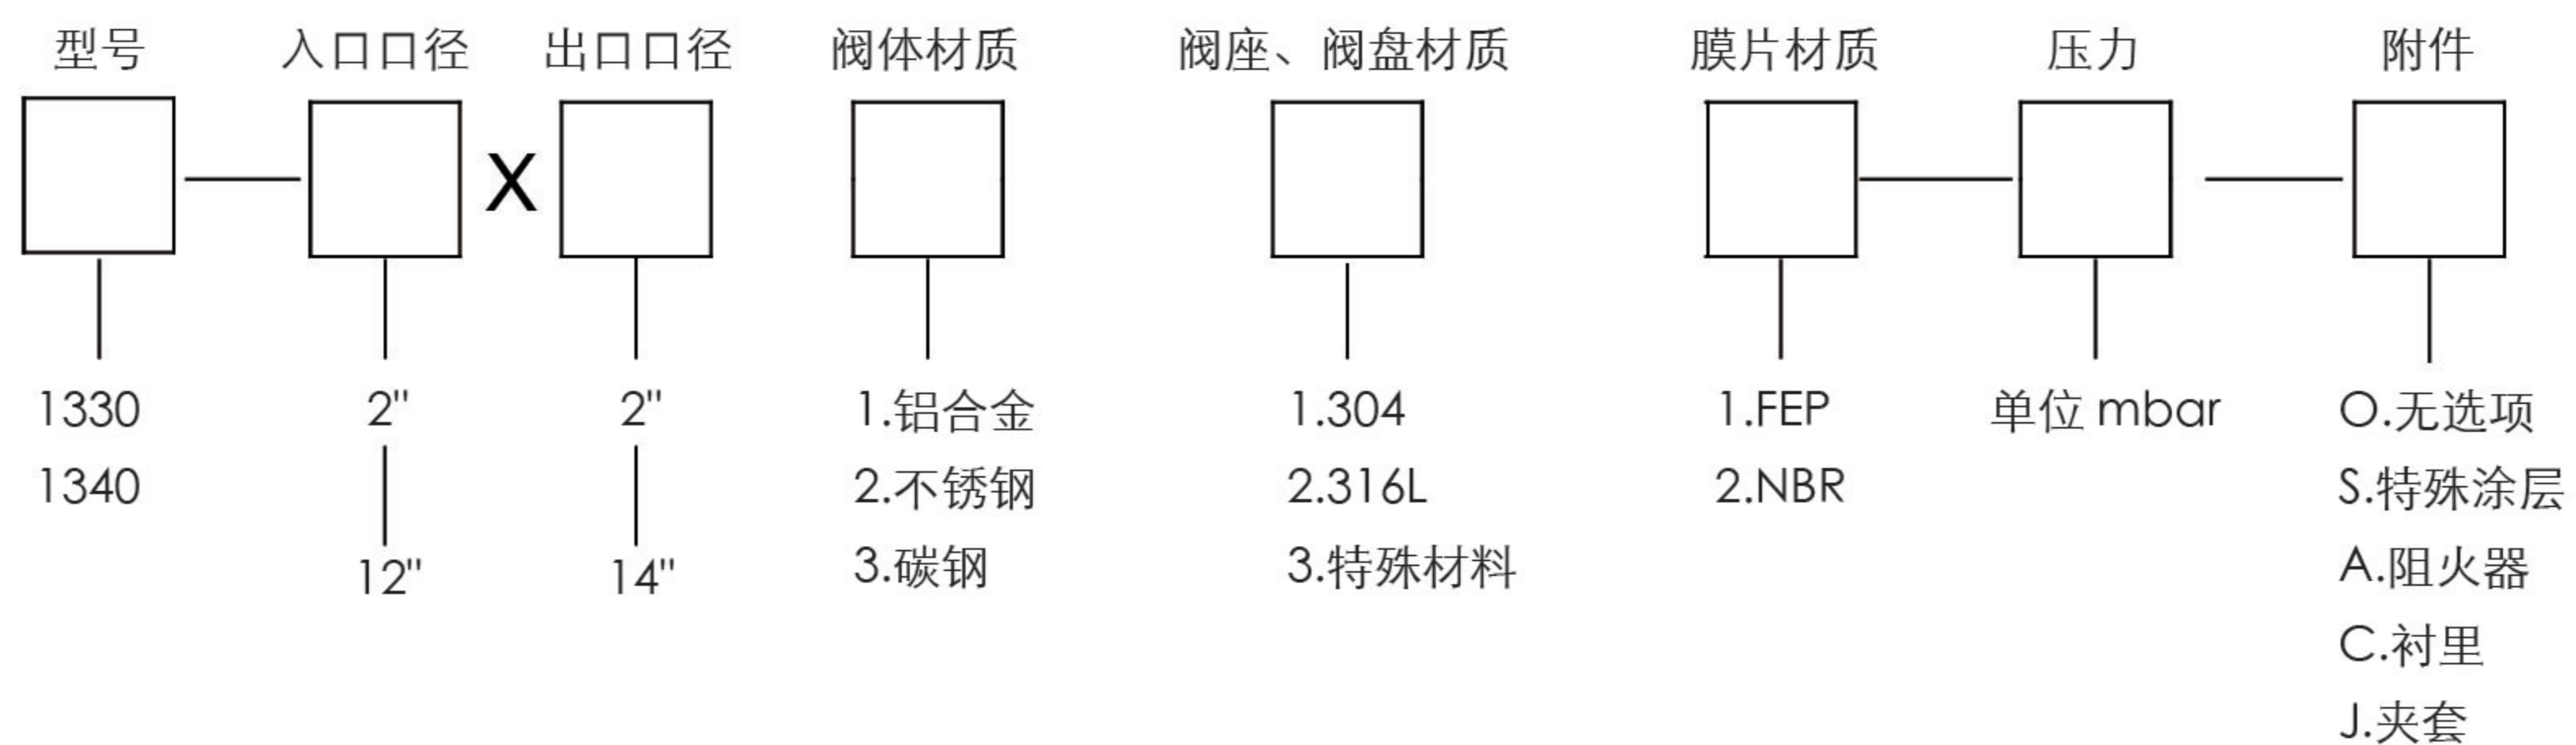 型号 入口口径 出口口径 阀体材质 阀座、阀盘材质 膜片材质 压力 附件
X
1330 2" 2" 1.铝合金 1.304 1.FEP 单位 mbar O.无选项
1340 2.不锈钢 2.316L 2.NBR S.特殊涂层
12" 14" 3.碳钢 3.特殊材料 A.阻火器
C.衬里
J.夹套